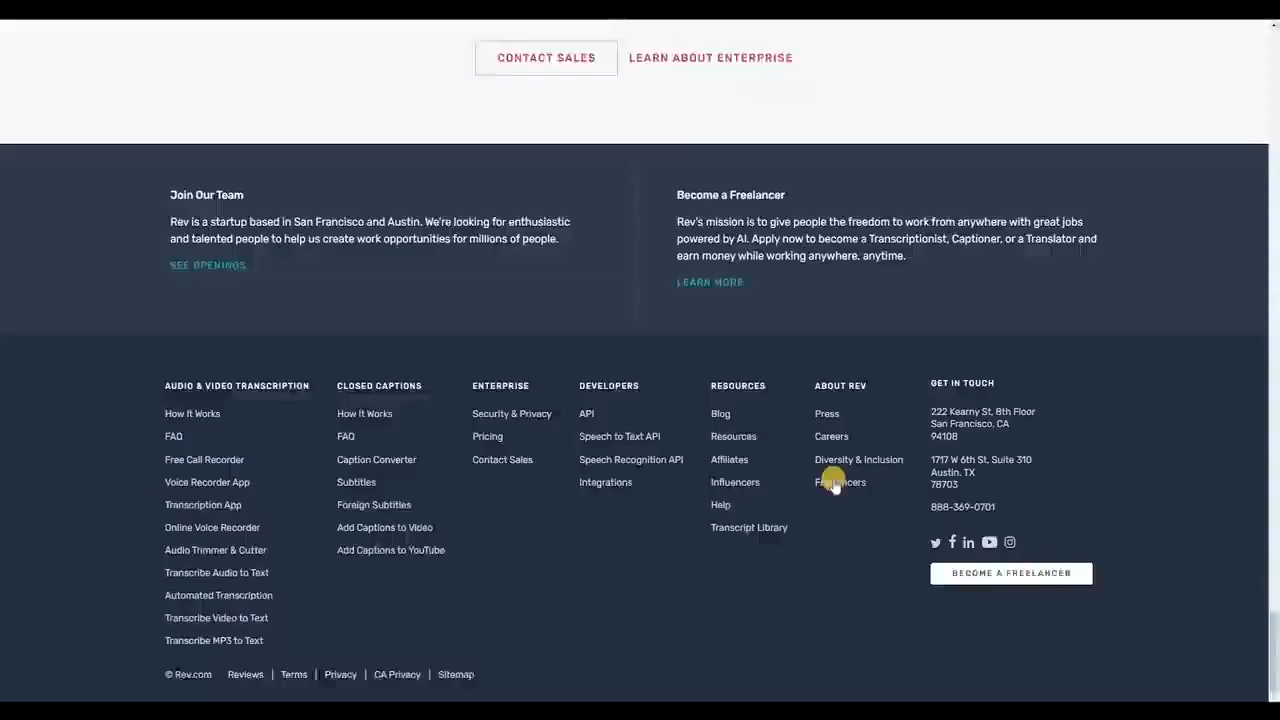 CONTACT SALES
LEARN ABOUT ENTERPRISE
Join Our Team
Rev is a startup based in San Francisco and Austin. We're looking for enthusiastic
and talented people to help us create work opportunities for millions of people.
SEE OPENINGS
Become a Freelancer
Rev's mission is to give people the freedom to work from anywhere with great jobs
powered by AI. Apply now to become a Transcriptionist, Captioner, or a Translator and
earn money while working anywhere, anytime.
LEARN MORE
AUDIO & VIDEO TRANSCRIPTION
How It Works
FAQ
Free Call Recorder
Voice Recorder App
Transcription App
Online Voice Recorder
Audio Trimmer & Cutter
Transcribe Audio to Text
Automated Transcription
Transcribe Video to Text
Transcribe MP3 to Text
CLOSED CAPTIONS
How It Works
FAQ
Caption Converter
Subtitles
Foreign Subtitles
Add Captions to Video
Add Captions to YouTube
ENTERPRISE
Security & Privacy
Pricing
Contact Sales
DEVELOPERS
API
Speech to Text API
Speech Recognition API
Integrations
RESOURCES
Blog
Resources
Affiliates
Influencers
Help
Transcript Library
ABOUT REV
Press
Careers
Diversity & Inclusion
Freelancers
GET IN TOUCH
222 Kearny St, 8th Floor
San Francisco, CA
94108
1717 W 6th St, Suite 310
Austin, TX
78703
888-369-0701
BECOME A FREELANCER
© Rev.com Reviews | Terms | Privacy | CA Privacy | Sitemap